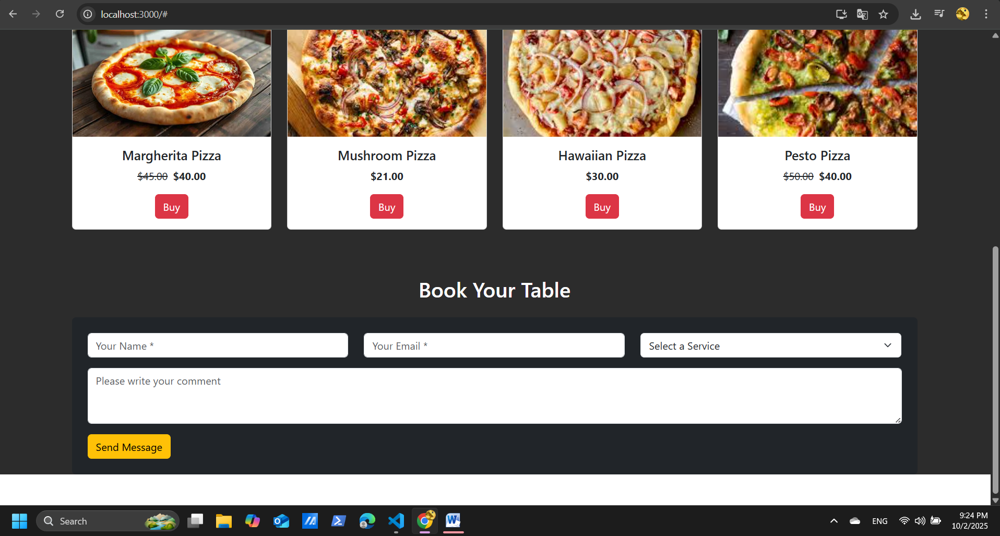 localhost:3000/#
Margherita Pizza
$45.00 $40.00
Buy
Mushroom Pizza
$21.00
Buy
Hawaiian Pizza
$30.00
Buy
Pesto Pizza
$50.00 $40.00
Buy
Book Your Table
Your Name *
Your Email *
Select a Service
Please write your comment
Send Message
Search
ENG
9:24 PM
10/2/2025